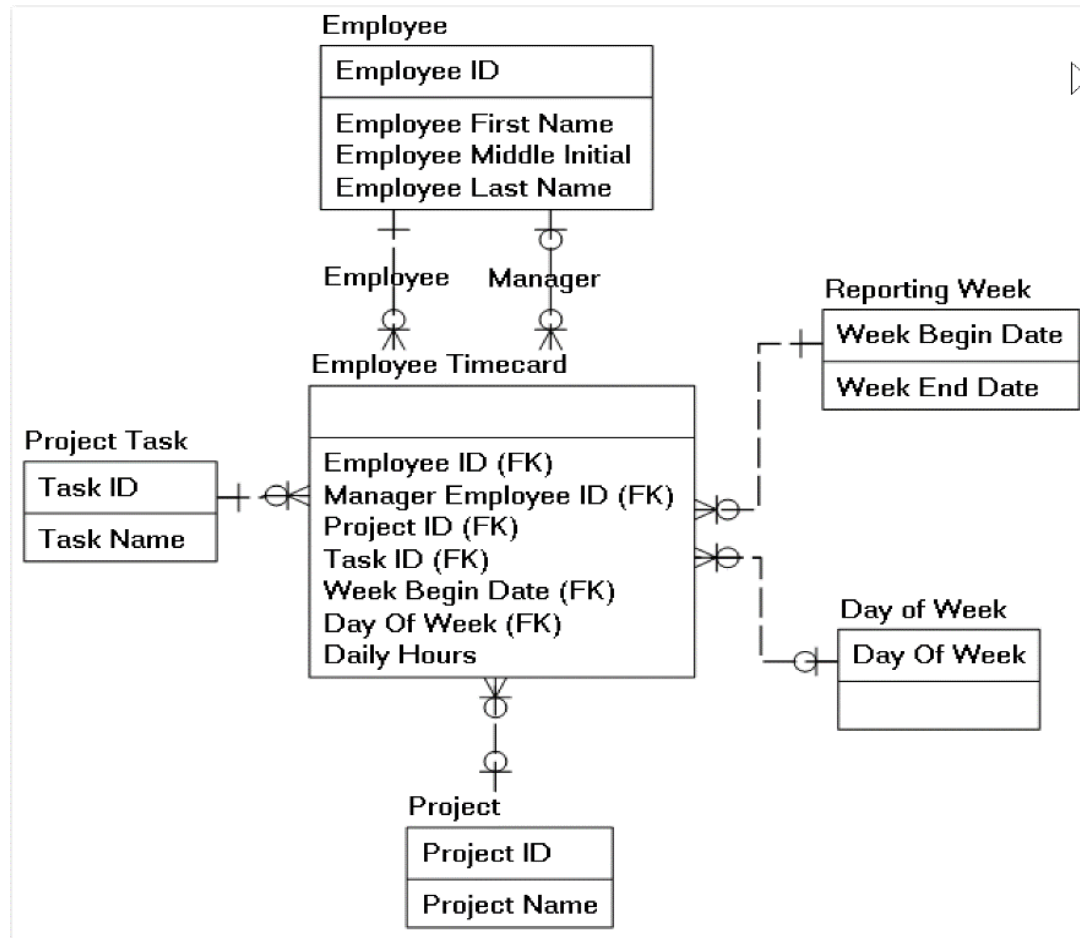 Employee
Employee ID
Employee First Name
Employee Middle Initial
Employee Last Name
Employee
Manager
Reporting Week
Week Begin Date
Week End Date
Employee Timecard
Employee ID (FK)
Manager Employee ID (FK)
Project ID (FK)
Task ID (FK)
Week Begin Date (FK)
Day Of Week (FK)
Daily Hours
Project Task
Task ID
Task Name
Day of Week
Day Of Week
Project
Project ID
Project Name